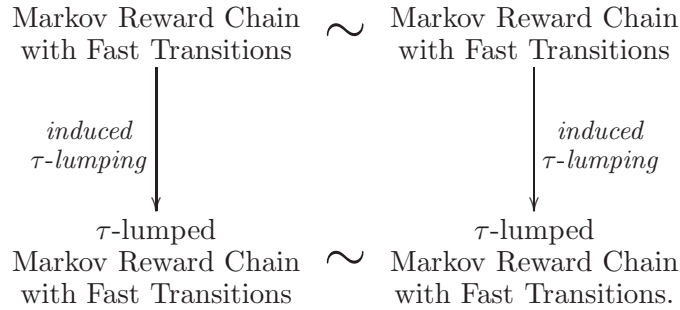 Markov Reward Chain ∼ Markov Reward Chain
with Fast Transitions with Fast Transitions
induced induced
τ-lumping τ-lumping
τ-lumped τ-lumped
Markov Reward Chain ∼ Markov Reward Chain
with Fast Transitions with Fast Transitions.